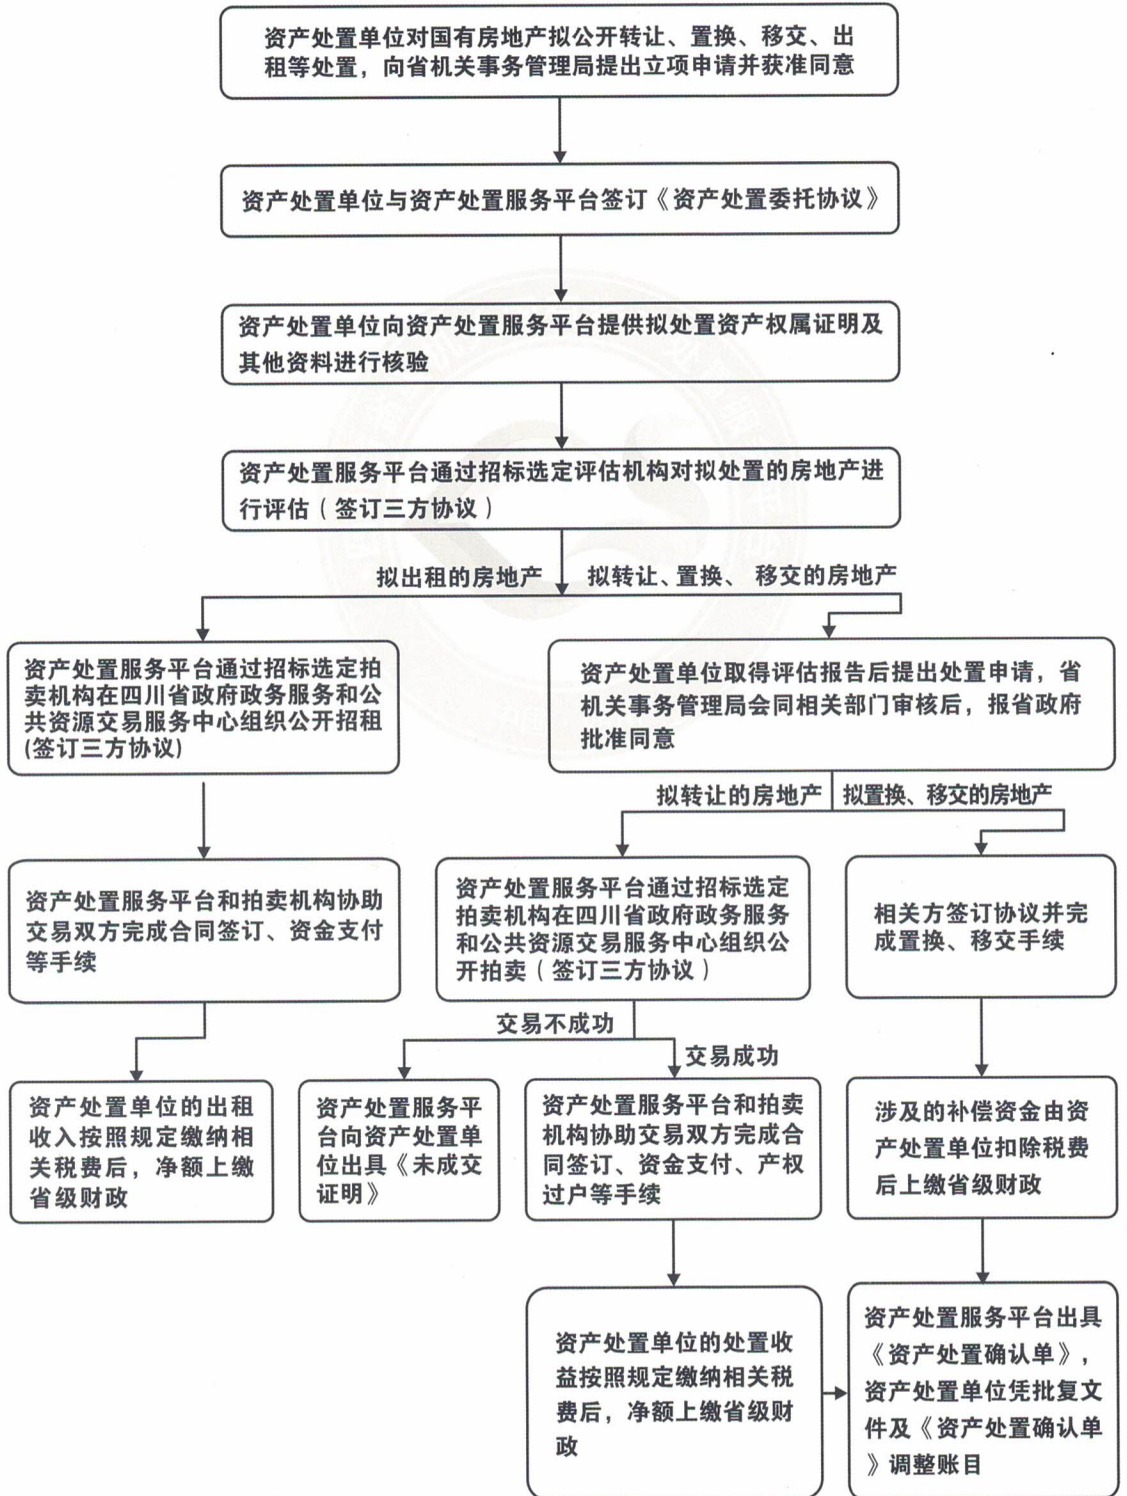 资产处置单位对国有房地产拟公开转让、置换、移交、出
租等处置，向省机关事务管理局提出立项申请并获准同意
资产处置单位与资产处置服务平台签订《资产处置委托协议》
资产处置单位向资产处置服务平台提供拟处置资产权属证明及
其他资料进行核验
资产处置服务平台通过招标选定评估机构对拟处置的房地产进
行评估（签订三方协议）
拟出租的房地产
拟转让、置换、移交的房地产
资产处置服务平台通过招标选定拍
卖机构在四川省政府政务服务和公
共资源交易服务中心组织公开招租
(签订三方协议)
资产处置单位取得评估报告后提出处置申请，省
机关事务管理局会同相关部门审核后，报省政府
批准同意
拟转让的房地产
拟置换、移交的房地产
资产处置服务平台和拍卖机构协助
交易双方完成合同签订、资金支付
等手续
资产处置服务平台通过招标选定
拍卖机构在四川省政府政务服务
和公共资源交易服务中心组织公
开拍卖（签订三方协议）
相关方签订协议并完
成置换、移交手续
交易不成功
交易成功
资产处置单位的出租
收入按照规定缴纳相
关税费后，净额上缴
省级财政
资产处置服务平
台向资产处置单
位出具《未成交
证明》
资产处置服务平台和拍卖
机构协助交易双方完成合
同签订、资金支付、产权
过户等手续
涉及的补偿资金由资
产处置单位扣除税费
后上缴省级财政
资产处置单位的处置收
益按照规定缴纳相关税
费后，净额上缴省级财
政
资产处置服务平台出具
《资产处置确认单》，
资产处置单位凭批复文
件及《资产处置确认单
》调整账目